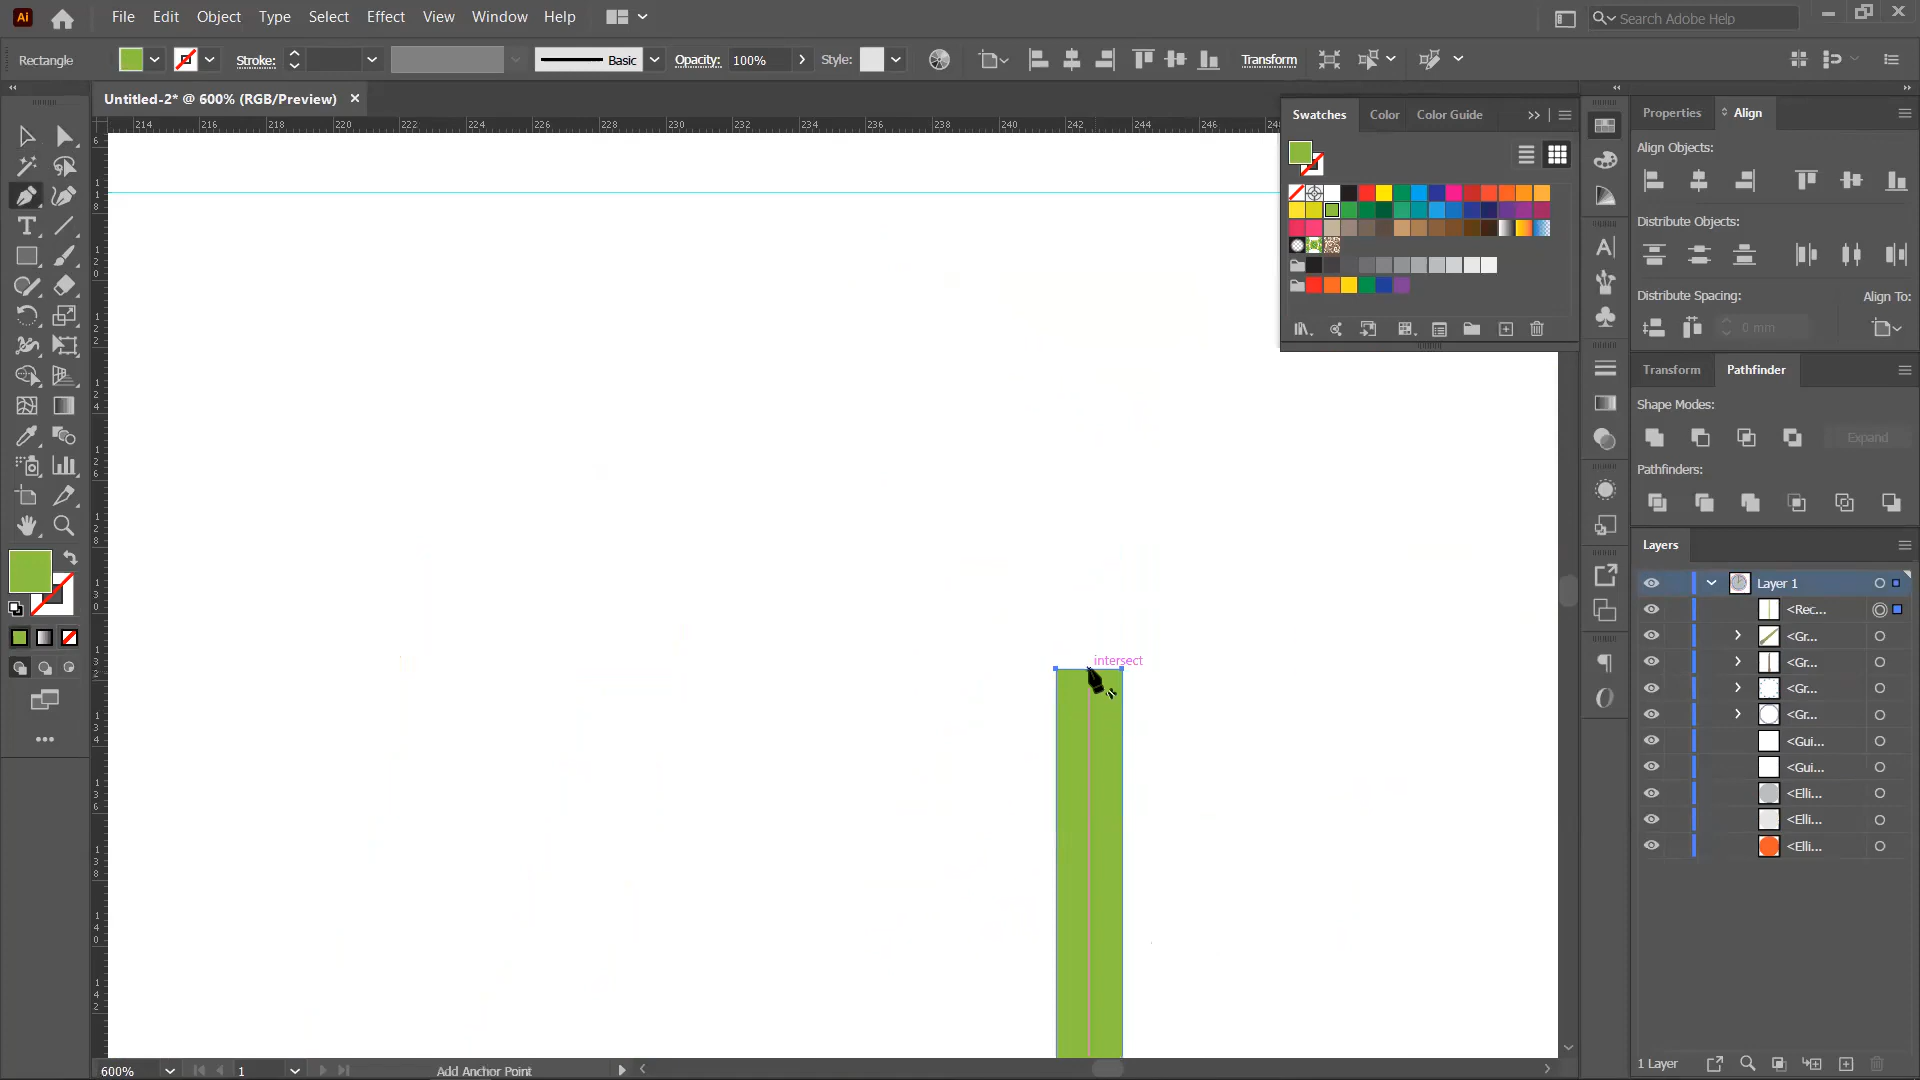 Ai File Edit Object Type Select Effect View Window Help Search Adobe Help
Rectangle Stroke: Basic Opacity: 100% Style: Transform
Untitled-2* @ 600% (RGB/Preview)
214 216 218 220 222 224 226 228 230 232 234 236 238 240 242 244 246
Swatches Color Color Guide
Properties Align
Align Objects:
Distribute Objects:
Distribute Spacing: Align To:
0 mm
Transform Pathfinder
Shape Modes:
Expand
Pathfinders:
Layers
Layer 1
<Rec...
<Gr...
<Gr...
<Gr...
<Gr...
<Gui...
<Gui...
<Elli...
<Elli...
<Elli...
intersect
600% 1 Add Anchor Point 1 Layer